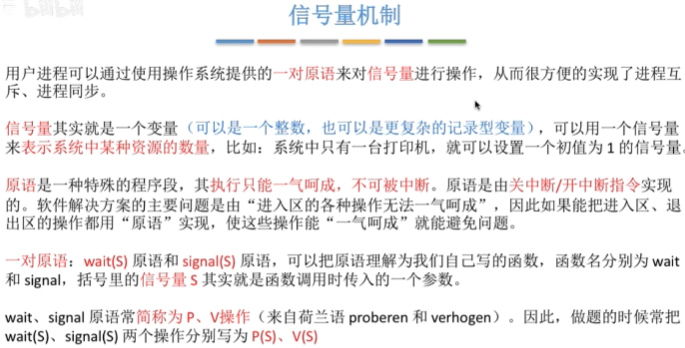 bilibili
信号量机制
用户进程可以通过使用操作系统提供的一对原语来对信号量进行操作，从而很方便的实现了进程互
斥、进程同步。
信号量其实就是一个变量（可以是一个整数，也可以是更复杂的记录型变量），可以用一个信号量
来表示系统中某种资源的数量，比如：系统中只有一台打印机，就可以设置一个初值为 1 的信号量。
原语是一种特殊的程序段，其执行只能一气呵成，不可被中断。原语是由关中断/开中断指令实现
的。软件解决方案的主要问题是由“进入区的各种操作无法一气呵成”，因此如果能把进入区、退
出区的操作都用“原语”实现，使这些操作能“一气呵成”就能避免问题。
一对原语：wait(S) 原语和 signal(S) 原语，可以把原语理解为我们自己写的函数，函数名分别为 wait
和 signal，括号里的信号量 S 其实就是函数调用时传入的一个参数。
wait、signal 原语常简称为 P、V操作（来自荷兰语 proberen 和 verhogen）。因此，做题的时候常把
wait(S)、signal(S) 两个操作分别写为 P(S)、V(S)